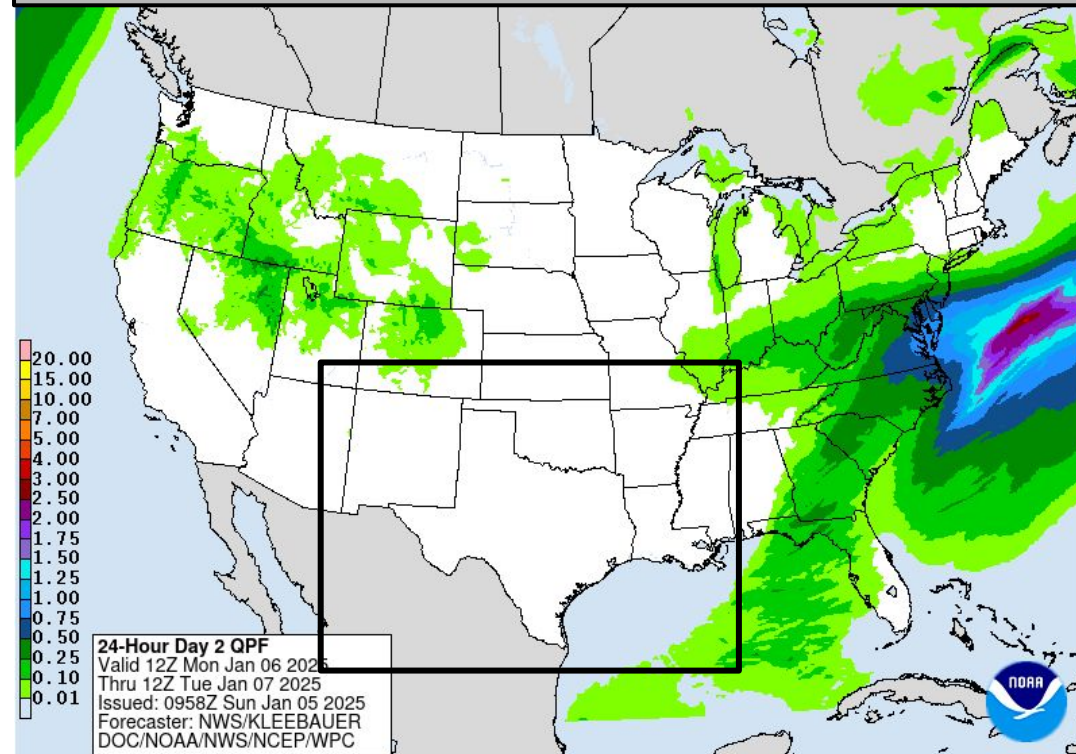 20.00
15.00
10.00
7.00
5.00
4.00
3.00
2.50
2.00
1.75
1.50
1.25
1.00
0.75
0.50
0.25
0.10
0.01
24-Hour Day 2 QPF
Valid 12Z Mon Jan 06 2025
Thru 12Z Tue Jan 07 2025
Issued: 0958Z Sun Jan 05 2025
Forecaster: NWS/KLEEBAUER
DOC/NOAA/NWS/NCEP/WPC
NOAA